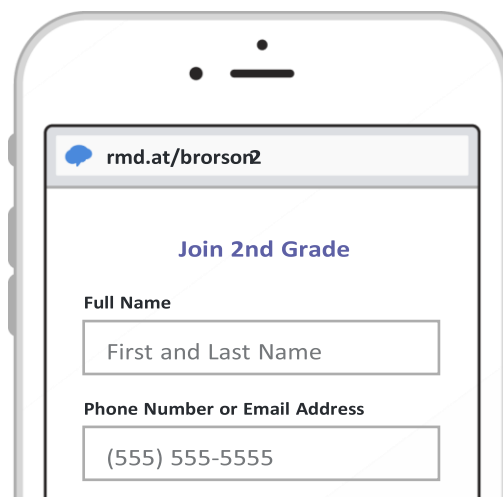 rmd.at/brorson2
Join 2nd Grade
Full Name
First and Last Name
Phone Number or Email Address
(555) 555-5555